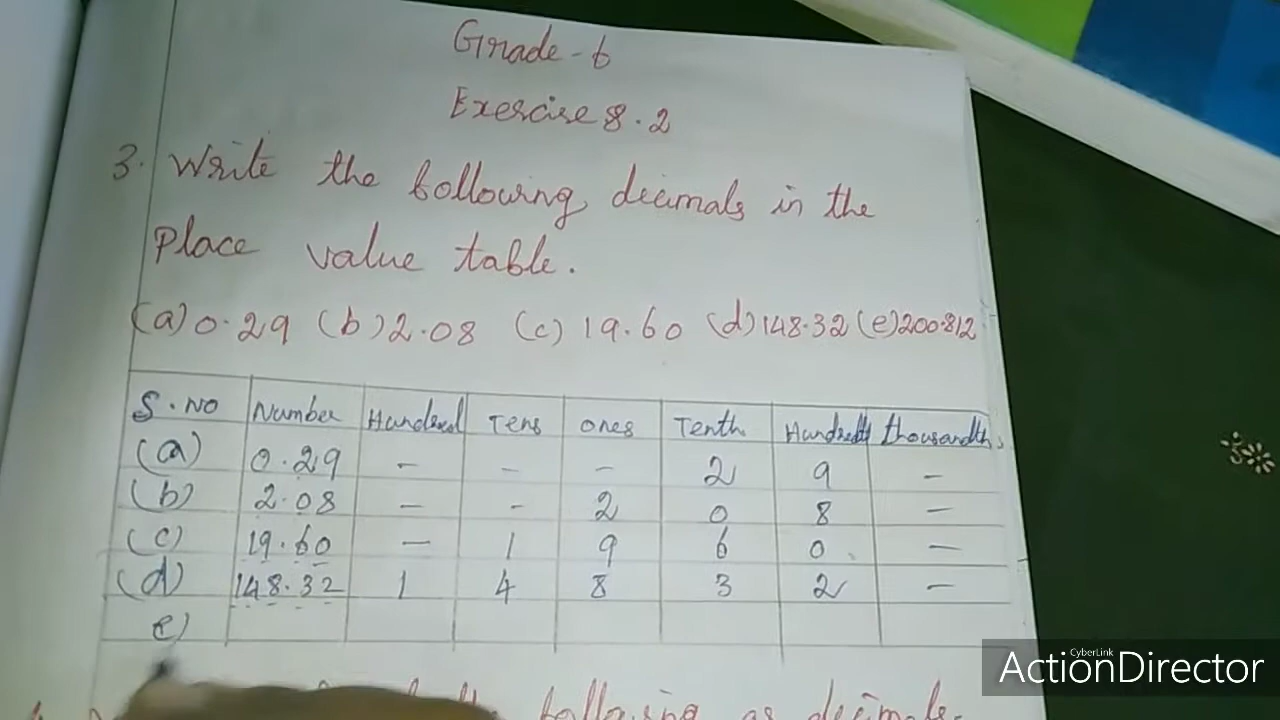 Grade - 6
Exercise 8.2
3. Write the following decimals in the
Place value table.
(a) 0.29 (b) 2.08 (c) 19.60 (d) 148.32 (e) 200.812
S.No Number Hundred Tens Ones Tenth Hundredth thousandths
(a) 0.29 - - - 2 9 -
(b) 2.08 - - 2 0 8 -
(c) 19.60 - 1 9 6 0 -
(d) 148.32 1 4 8 3 2 -
e)
following as decimals.
CyberLink
ActionDirector